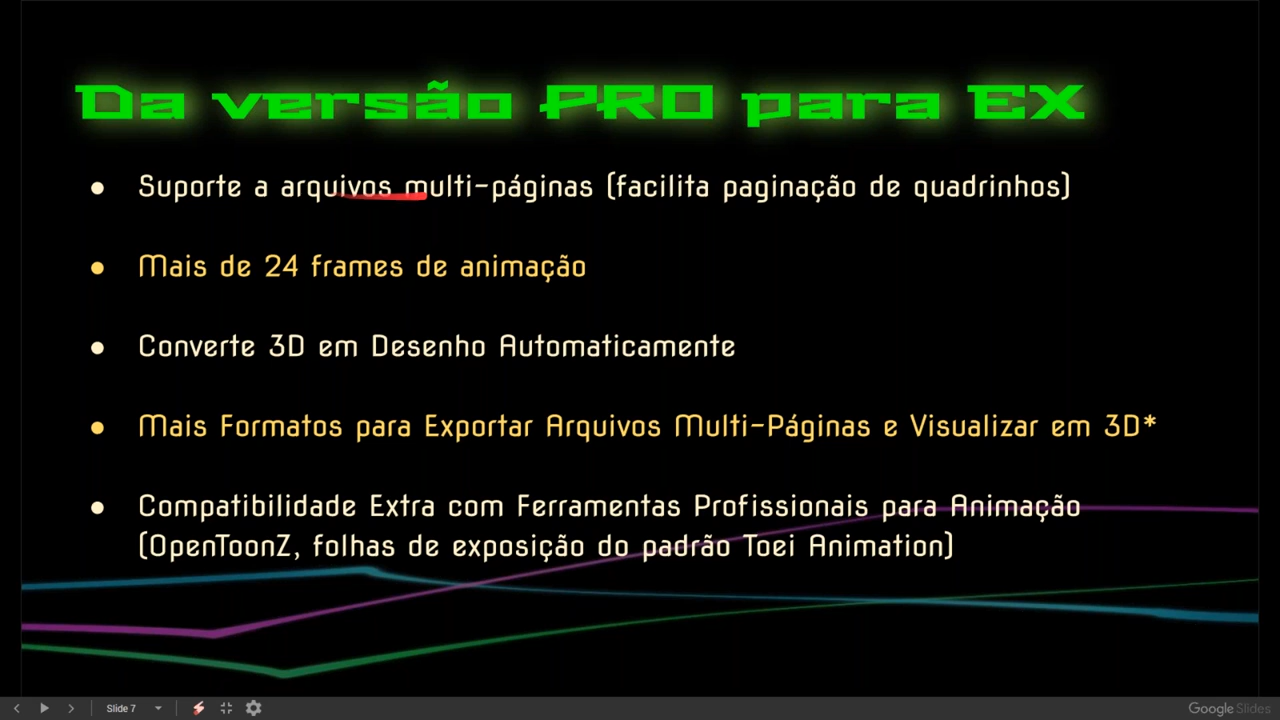 Da versão PRO para EX
● Suporte a arquivos multi-páginas (facilita paginação de quadrinhos)
● Mais de 24 frames de animação
● Converte 3D em Desenho Automaticamente
● Mais Formatos para Exportar Arquivos Multi-Páginas e Visualizar em 3D*
● Compatibilidade Extra com Ferramentas Profissionais para Animação
(OpenToonZ, folhas de exposição do padrão Toei Animation)
Slide 7
Google Slides